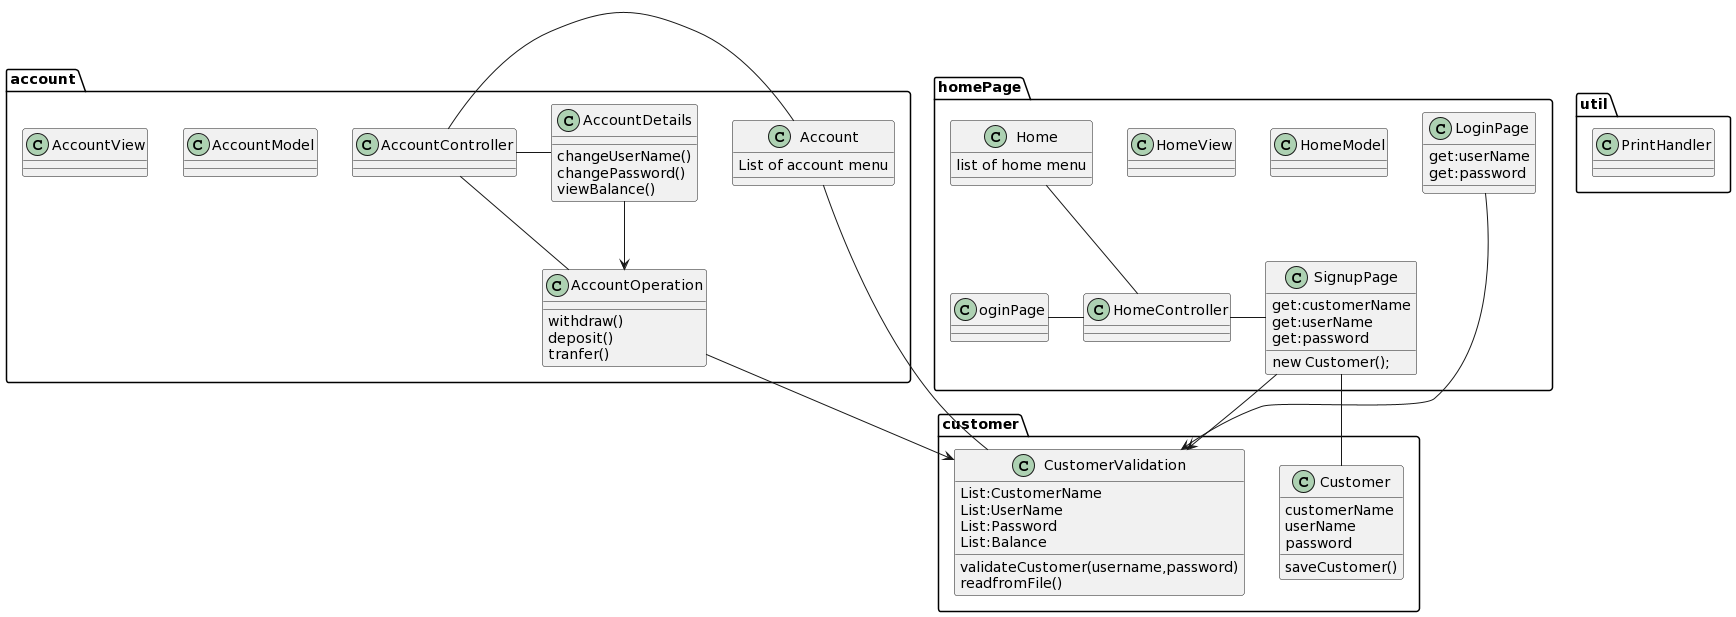 account
C AccountView
C AccountModel
C AccountController
C AccountDetails
changeUserName()
changePassword()
viewBalance()
C Account
List of account menu
C AccountOperation
withdraw()
deposit()
tranfer()
homePage
C Home
list of home menu
C HomeView
C HomeModel
C LoginPage
get:userName
get:password
C oginPage
C HomeController
C SignupPage
get:customerName
get:userName
get:password
new Customer();
util
C PrintHandler
customer
C CustomerValidation
List:CustomerName
List:UserName
List:Password
List:Balance
validateCustomer(username,password)
readfromFile()
C Customer
customerName
userName
password
saveCustomer()